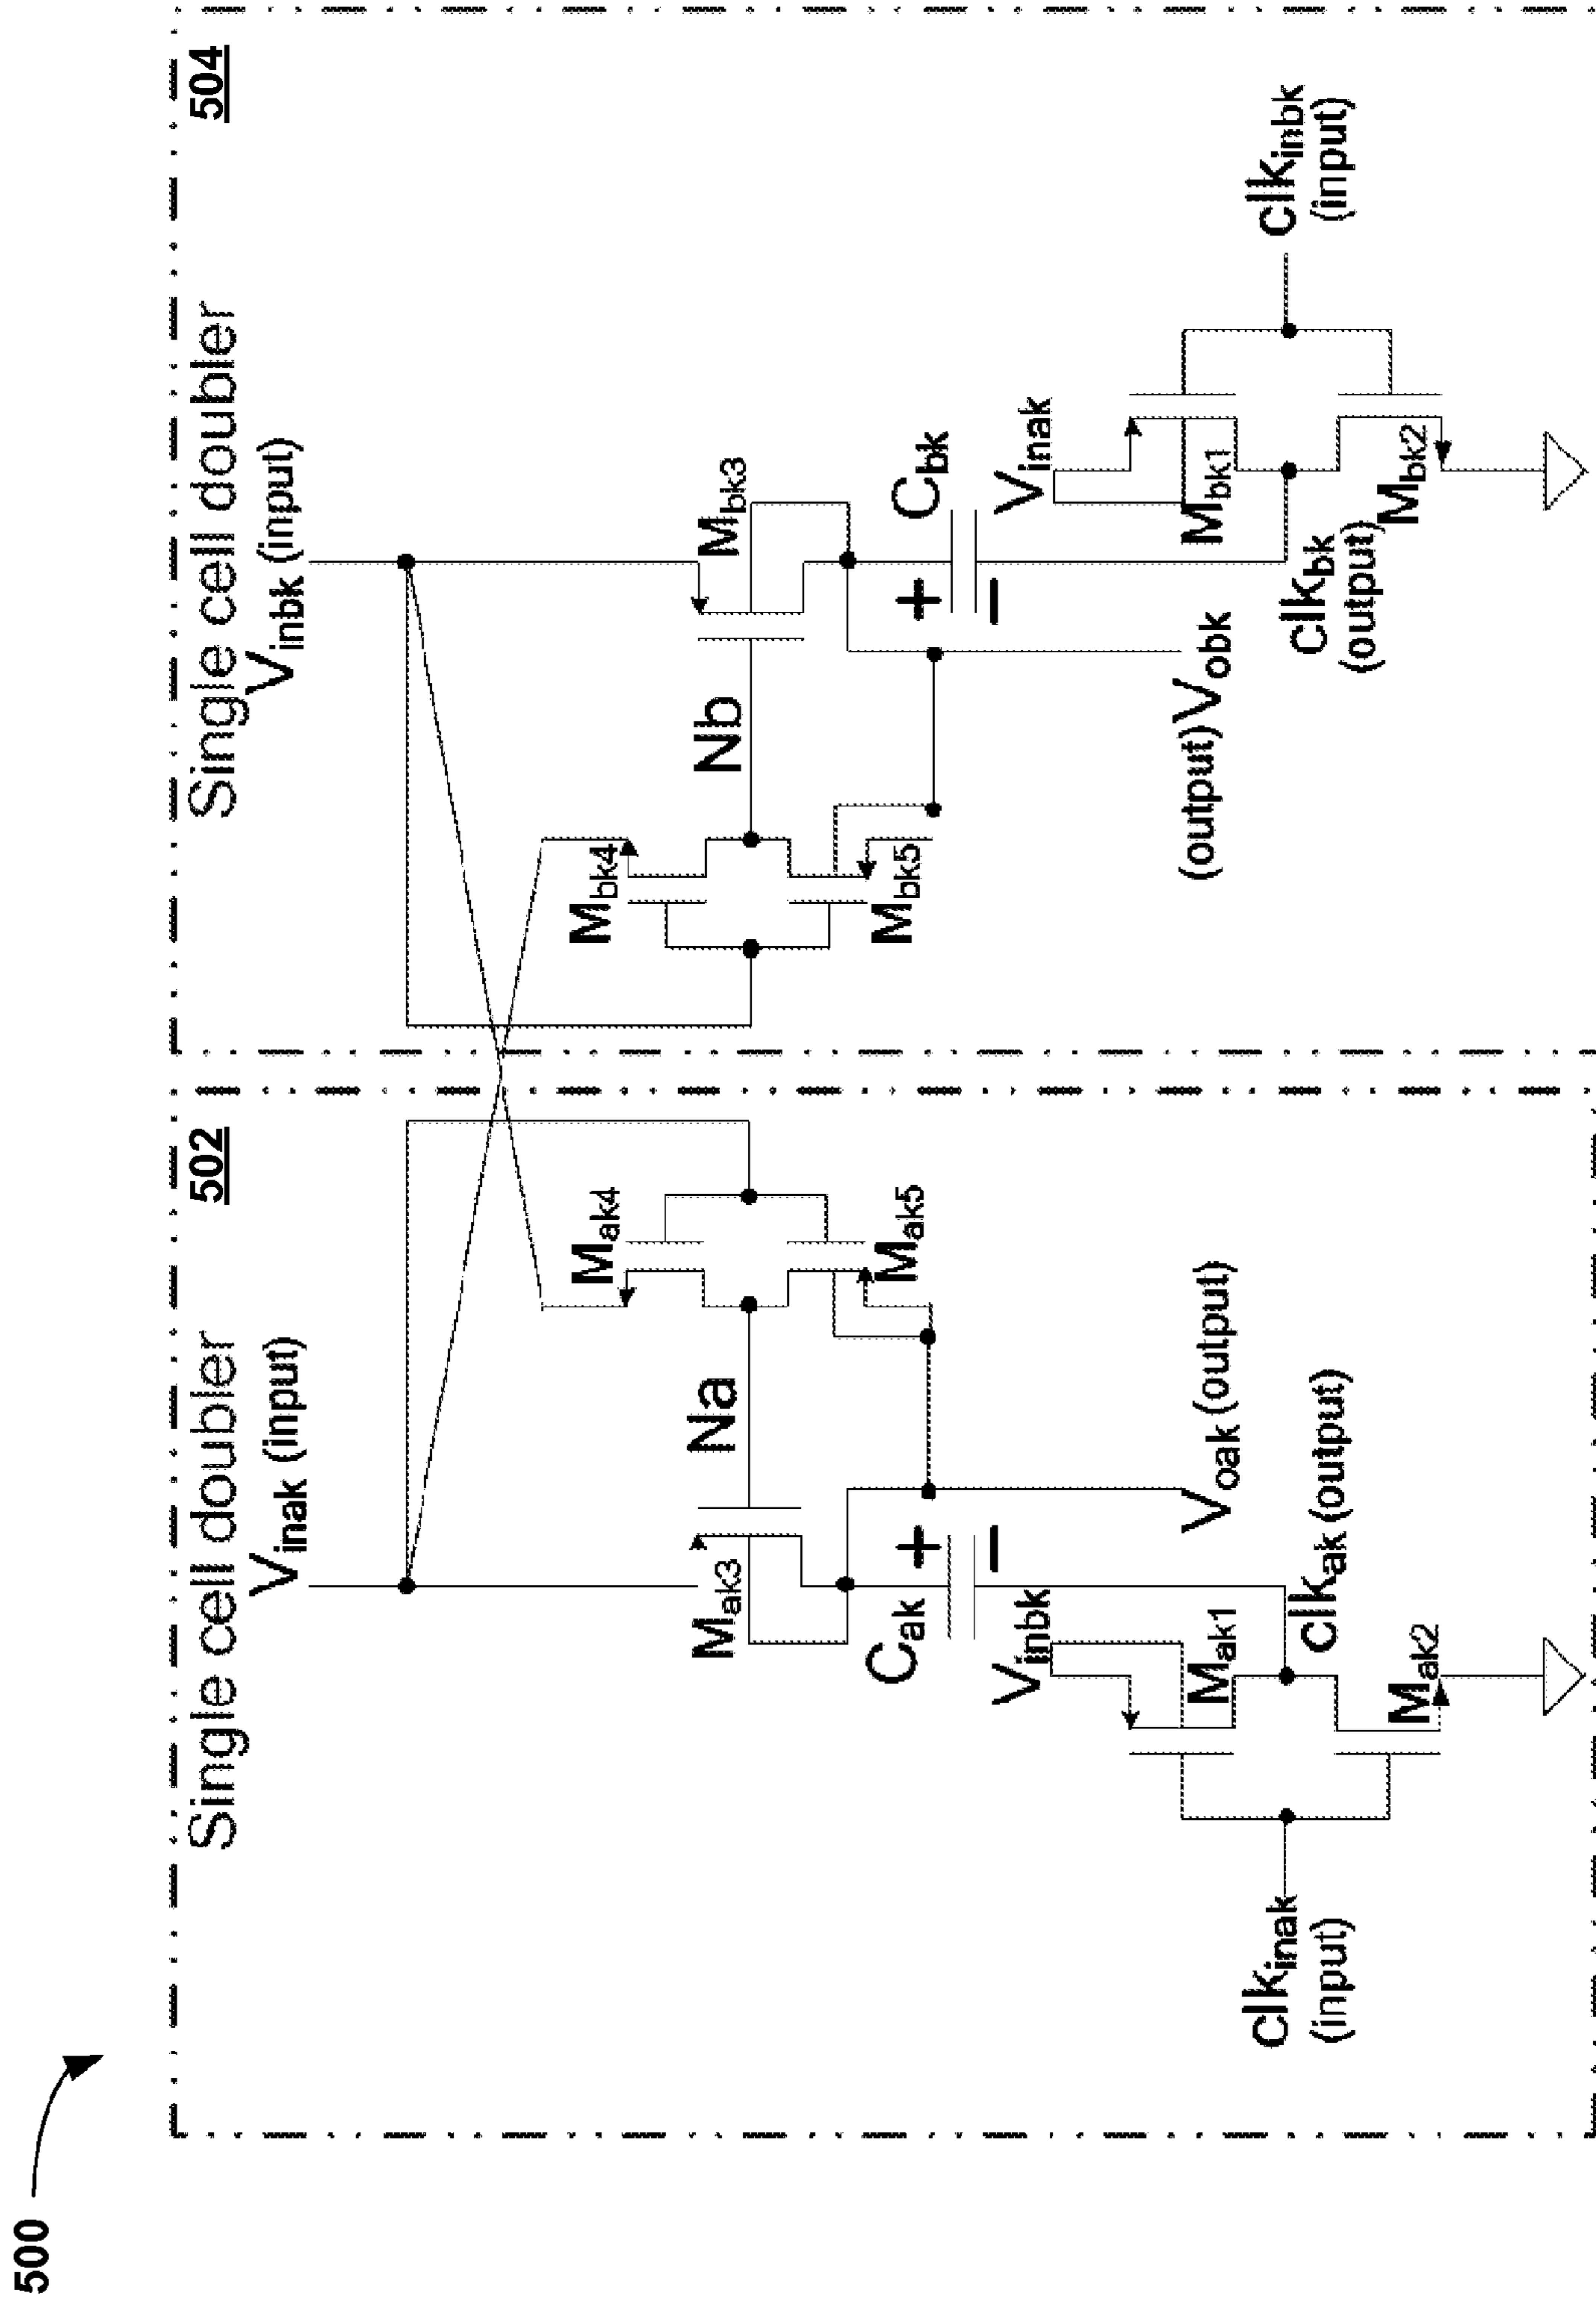 500
502
Single cell doubler
Vinak (input)
Mak3
Na
Mak4
Mak5
Cak
+
−
Vinbk
Voak (output)
Mak1
clkak (output)
Mak2
clkinak
(input)
504
Single cell doubler
Vinbk (input)
Mbk4
Mbk5
Nb
Mbk3
Cbk
+
−
Vinak
(output) Vobk
Mbk1
clkbk
(output)
Mbk2
clkinbk
(input)